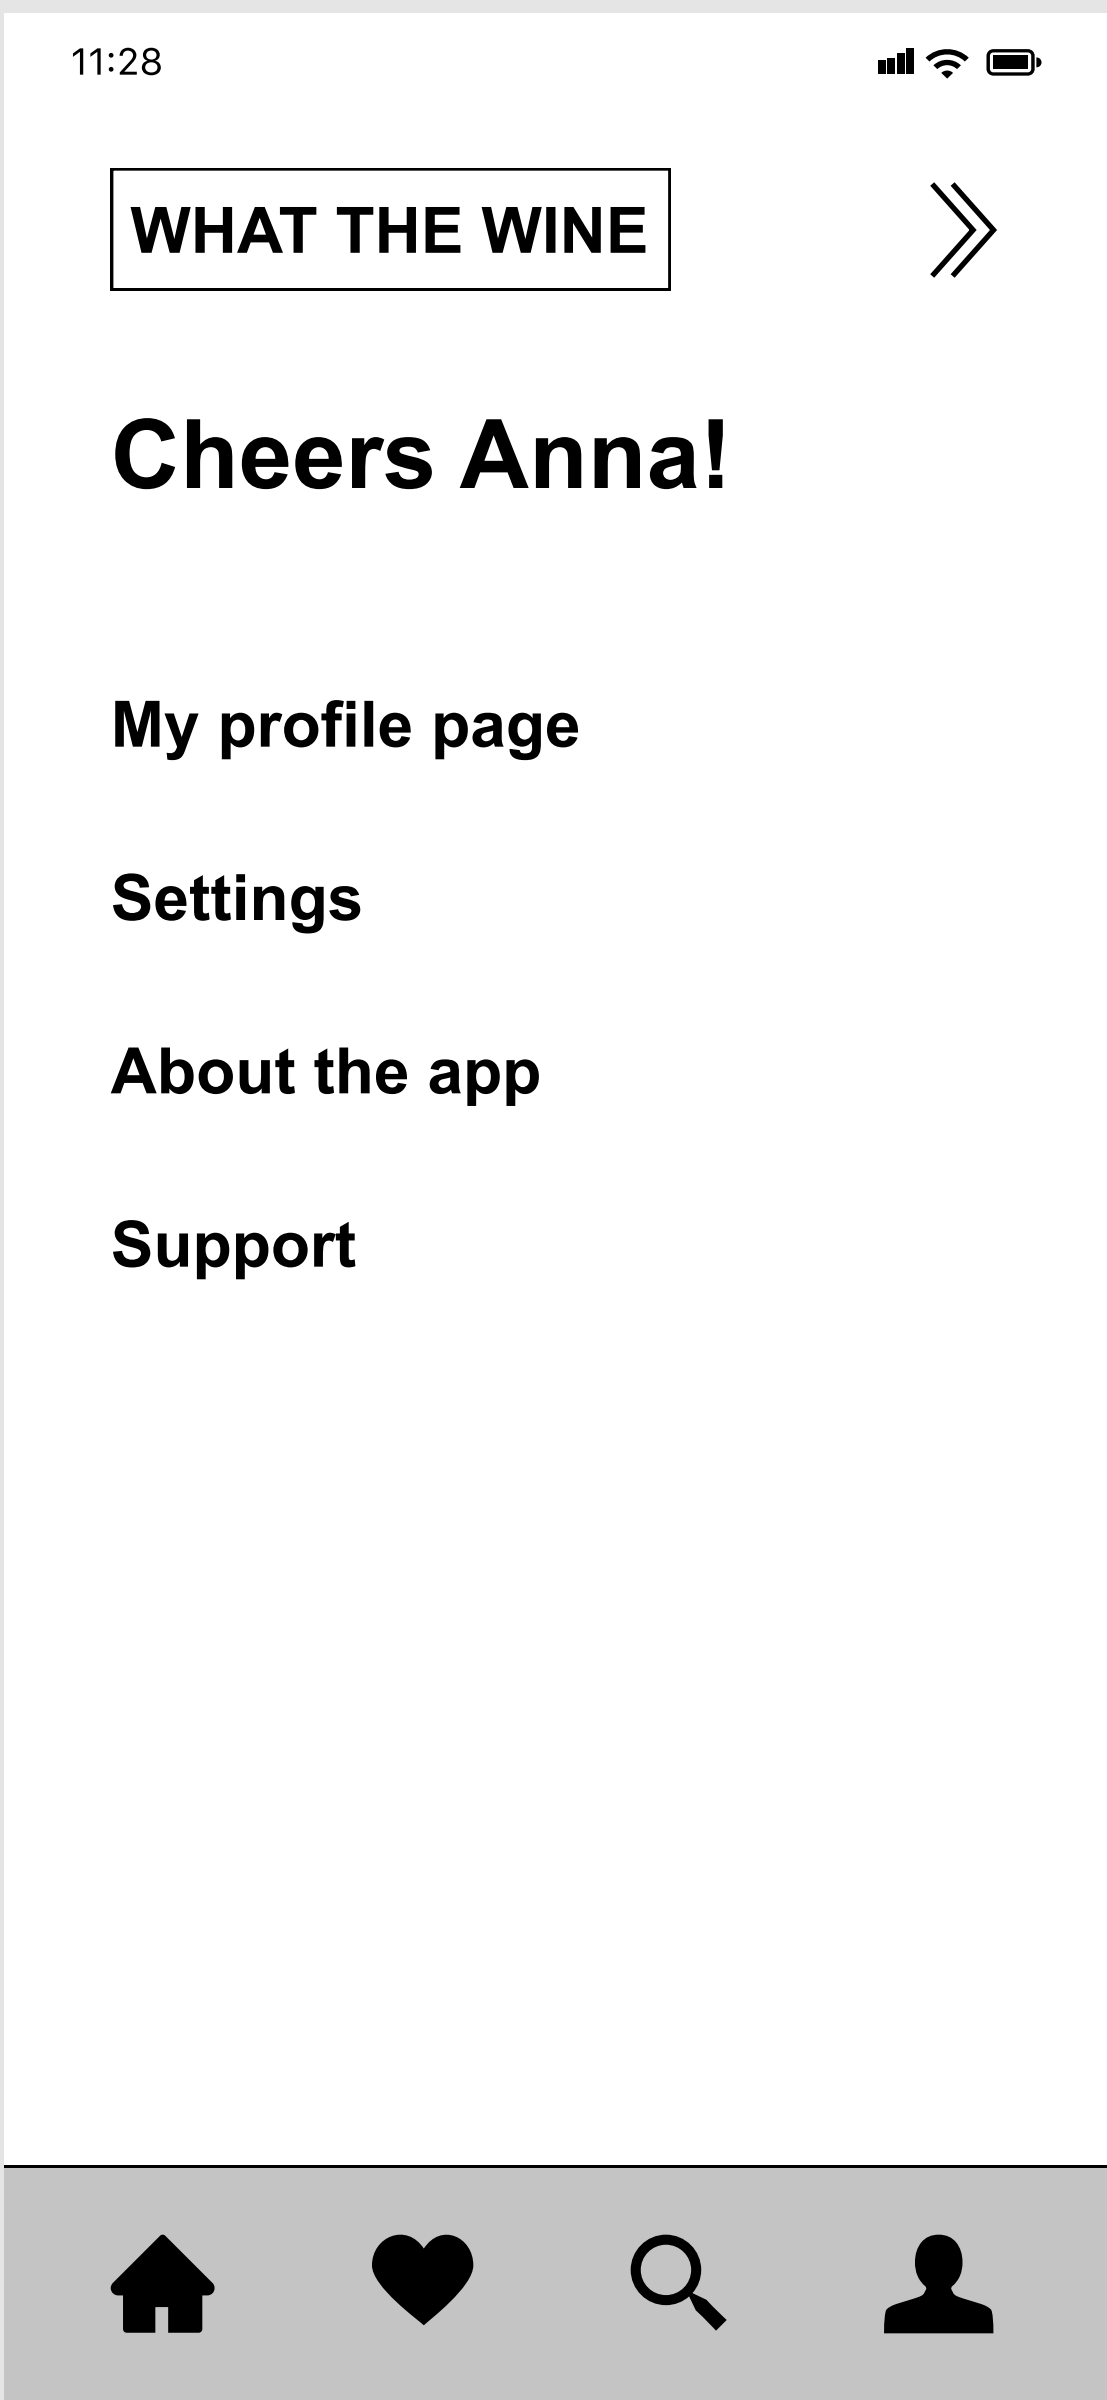 11:28
WHAT THE WINE
Cheers Anna!
My profile page
Settings
About the app
Support